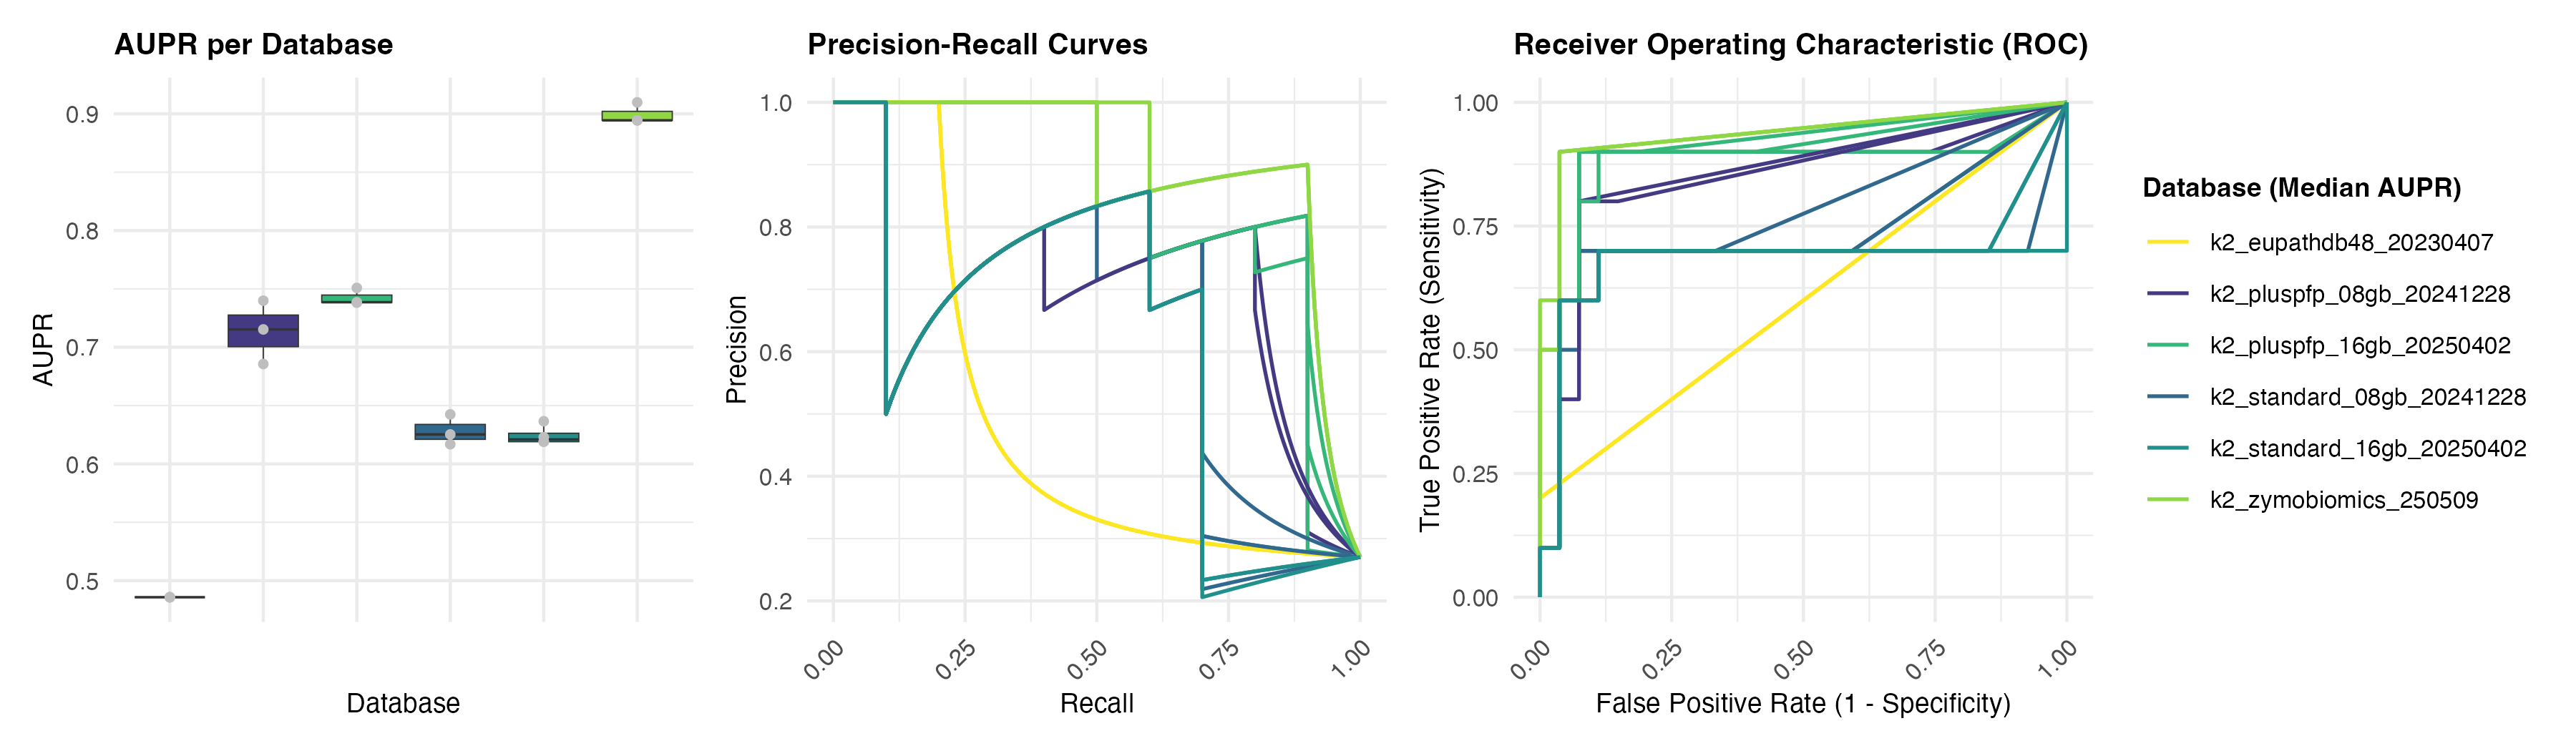 AUPR per Database
0.9
0.8
0.7
0.6
0.5
AUPR
Database
Precision-Recall Curves
1.0
0.8
0.6
0.4
0.2
Precision
0.00
0.25
0.50
0.75
1.00
Recall
Receiver Operating Characteristic (ROC)
1.00
0.75
0.50
0.25
0.00
True Positive Rate (Sensitivity)
0.00
0.25
0.50
0.75
1.00
False Positive Rate (1 - Specificity)
Database (Median AUPR)
k2_eupathdb48_20230407
k2_pluspfp_08gb_20241228
k2_pluspfp_16gb_20250402
k2_standard_08gb_20241228
k2_standard_16gb_20250402
k2_zymobiomics_250509